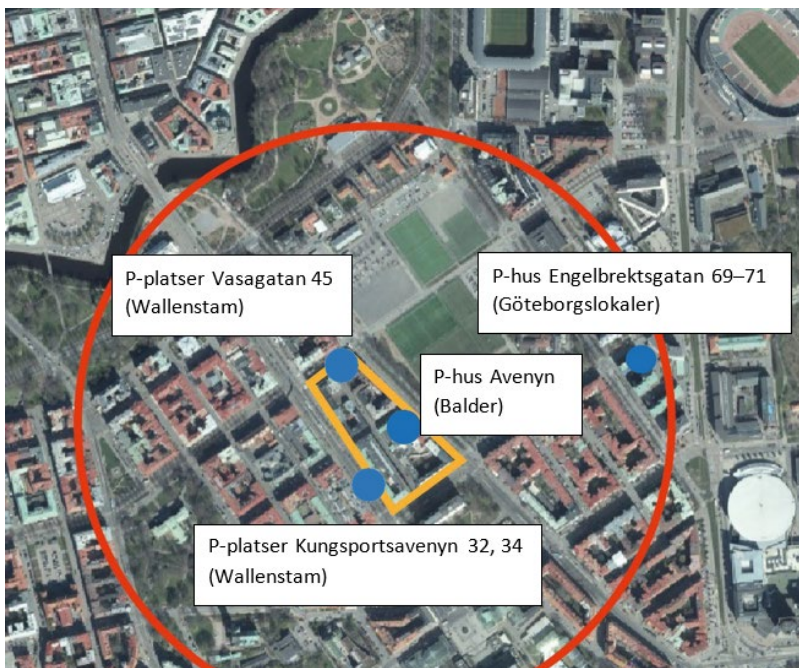 P-platser Vasagatan 45
(Wallenstam)
P-hus Engelbrektsgatan 69–71
(Göteborgslokaler)
P-hus Avenyn
(Balder)
P-platser Kungsportsavenyn 32, 34
(Wallenstam)